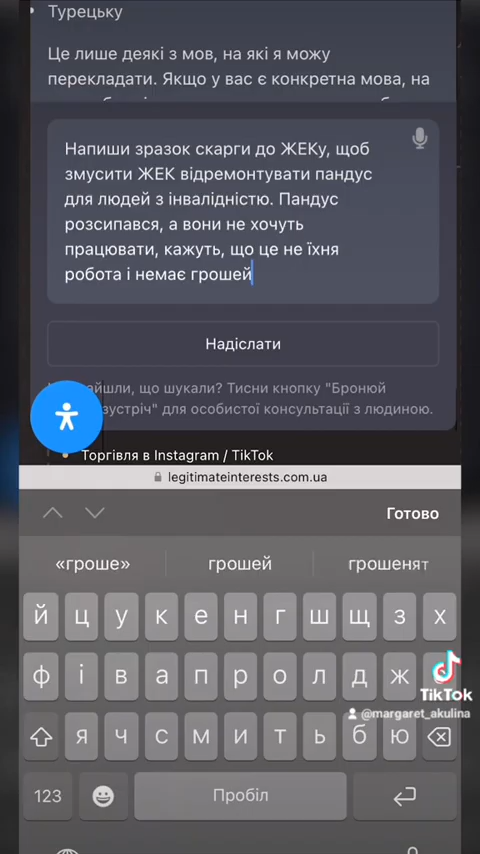 Турецьку
Це лише деякі з мов, на які я можу
перекладати. Якщо у вас є конкретна мова, на
Напиши зразок скарги до ЖЕКу, щоб
змусити ЖЕК відремонтувати пандус
для людей з інвалідністю. Пандус
розсипався, а вони не хочуть
працювати, кажуть, що це не їхня
робота і немає грошей
Надіслати
що шукали? Тисни кнопку "Бронюй
для особистої консультації з людиною.
Торгівля в Instagram / TikTok
legitimateinterests.com.ua
Готово
«гроше» грошей грошенят
й ц у к е н г ш щ з х
ф і в а п р о л д ж
TikTok
@margaret_akulina
я ч с м и т ь б ю
123 Пробіл